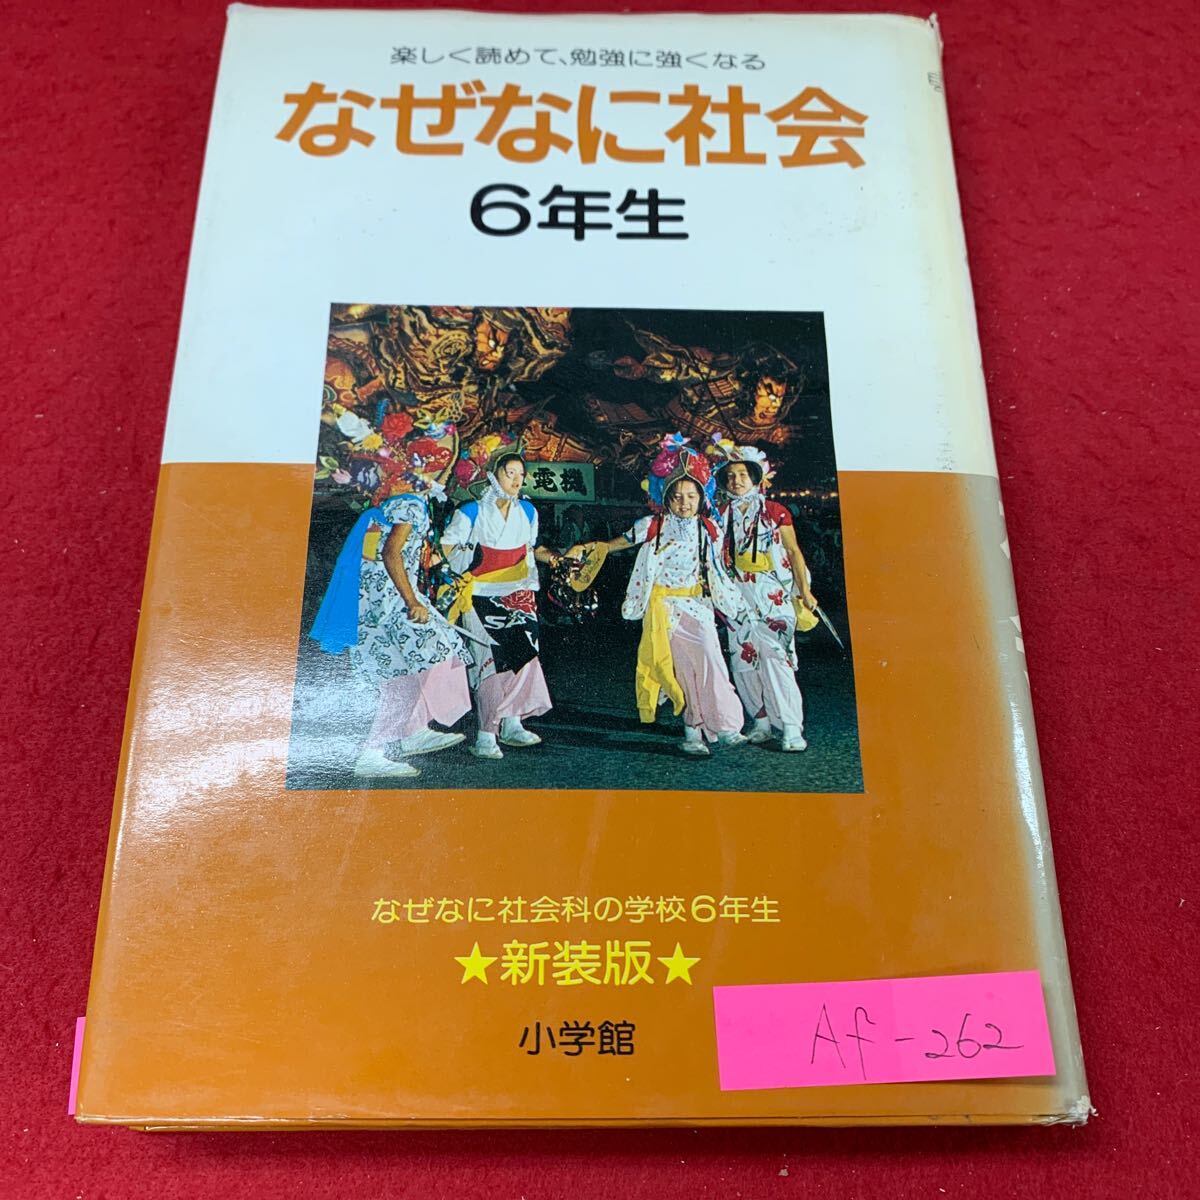 楽しく読めて、勉強に強くなる
なぜなに社会
6年生
電機
なぜなに社会科の学校6年生
★新装版★
小学館
Af-262